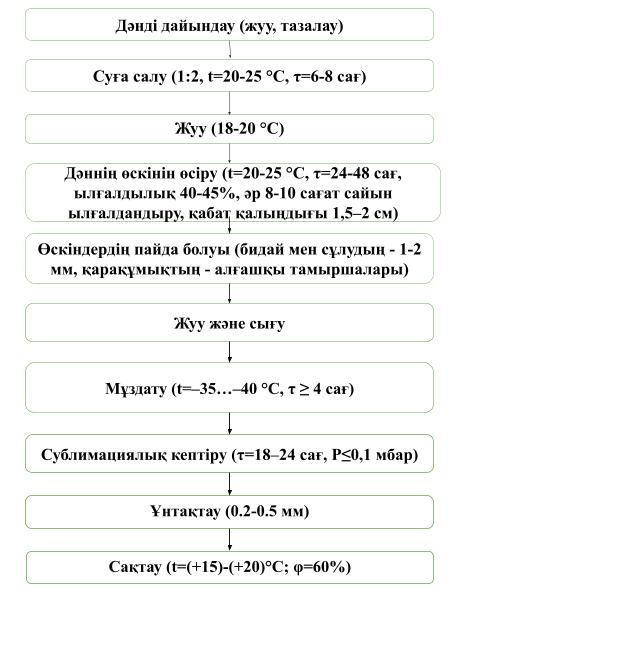 Дәнді дайындау (жуу, тазалау)
Суға салу (1:2, t=20-25 °C, τ=6-8 сағ)
Жуу (18-20 °C)
Дәннің өскінін өсіру (t=20-25 °C, τ=24-48 сағ,
ылғалдылық 40-45%, әр 8-10 сағат сайын
ылғалдандыру, қабат қалыңдығы 1,5–2 см)
Өскіндердің пайда болуы (бидай мен сұлудың - 1-2
мм, қарақұмықтың - алғашқы тамыршалары)
Жуу және сығу
Мұздату (t=–35…–40 °C, τ ≥ 4 сағ)
Сублимациялық кептіру (τ=18–24 сағ, P≤0,1 мбар)
Ұнтақтау (0.2-0.5 мм)
Сақтау (t=(+15)-(+20)°C; φ=60%)